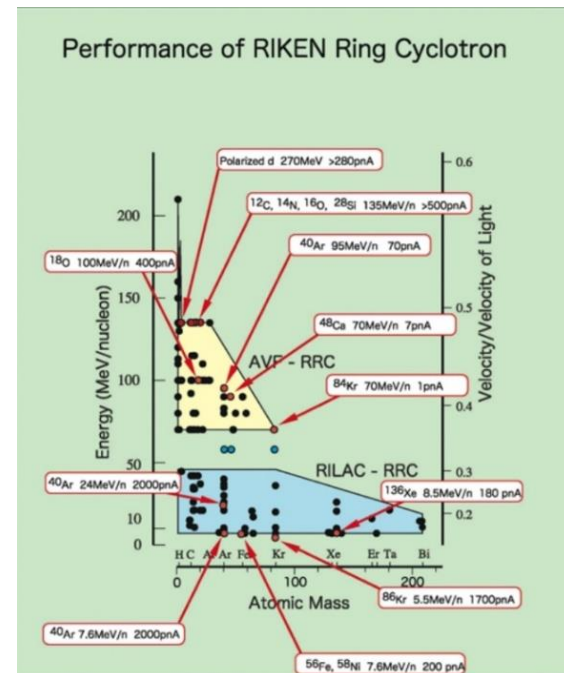 Performance of RIKEN Ring Cyclotron
Polarized d 270MeV >280pnA
0.6
12C, 14N, 16O, 28Si 135MeV/n >500pnA
200
40Ar 95MeV/n 70pnA
18O 100MeV/n 400pnA
150
0.5
48Ca 70MeV/n 7pnA
AVF - RRC
100
84Kr 70MeV/n 1pnA
0.4
Energy (MeV/nucleon)
Velocity/Velocity of Light
50
RILAC - RRC
0.3
40Ar 24MeV/n 2000pnA
136Xe 8.5MeV/n 180 pnA
10
0.2
0
H C Ar Kr Xe Er Ta Bi
0 100 200
Atomic Mass
86Kr 5.5MeV/n 1700pnA
40Ar 7.6MeV/n 2000pnA
56Fe, 58Ni 7.6MeV/n 200 pnA